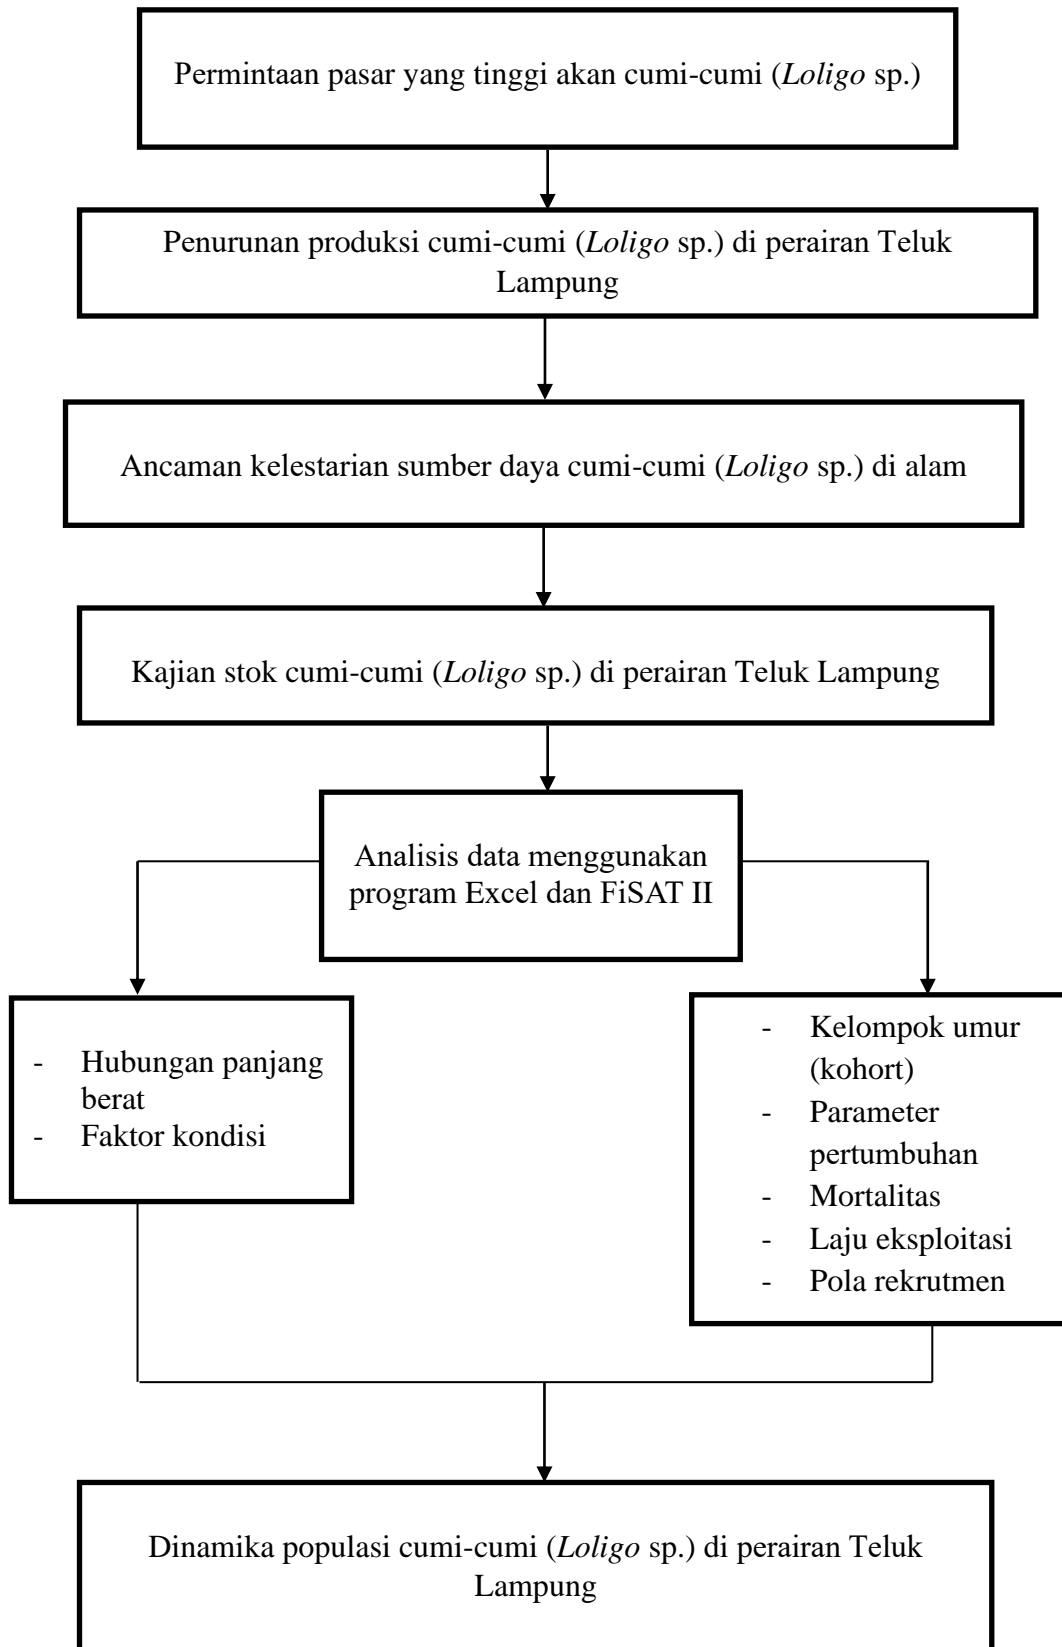 Permintaan pasar yang tinggi akan cumi-cumi (Loligo sp.)
Penurunan produksi cumi-cumi (Loligo sp.) di perairan Teluk
Lampung
Ancaman kelestarian sumber daya cumi-cumi (Loligo sp.) di alam
Kajian stok cumi-cumi (Loligo sp.) di perairan Teluk Lampung
Analisis data menggunakan
program Excel dan FiSAT II
- Hubungan panjang
berat
- Faktor kondisi
- Kelompok umur
(kohort)
- Parameter
pertumbuhan
- Mortalitas
- Laju eksploitasi
- Pola rekrutmen
Dinamika populasi cumi-cumi (Loligo sp.) di perairan Teluk
Lampung